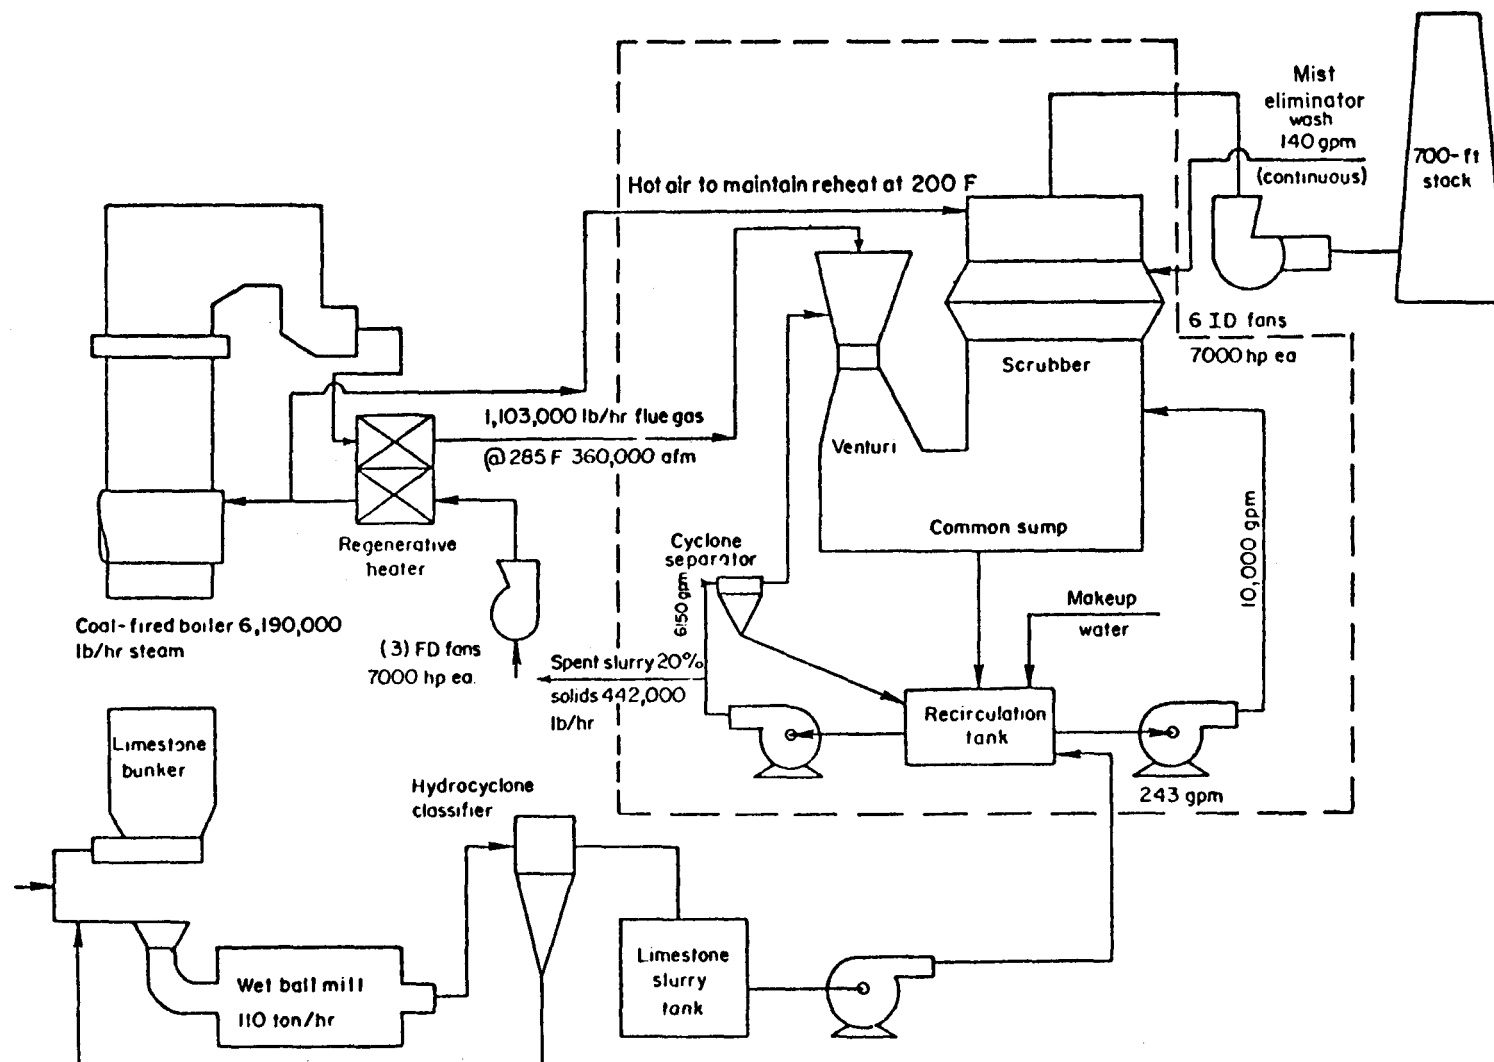 Mist
eliminator
wash
140 gpm
(continuous)
700-ft
stack
Hot air to maintain reheat at 200 F
6 ID fans
7000 hp ea
Scrubber
1,103,000 lb/hr flue gas
@ 285 F 360,000 afm
Venturi
Regenerative
heater
Common sump
Cyclone
separator
6150 gpm
10,000 gpm
Makeup
water
Coal-fired boiler 6,190,000
lb/hr steam
(3) FD fans
7000 hp ea.
Spent slurry 20%
solids 442,000
lb/hr
Recirculation
tank
243 gpm
Limestone
bunker
Hydrocyclone
classifier
Limestone
slurry
tank
Wet ball mill
110 ton/hr